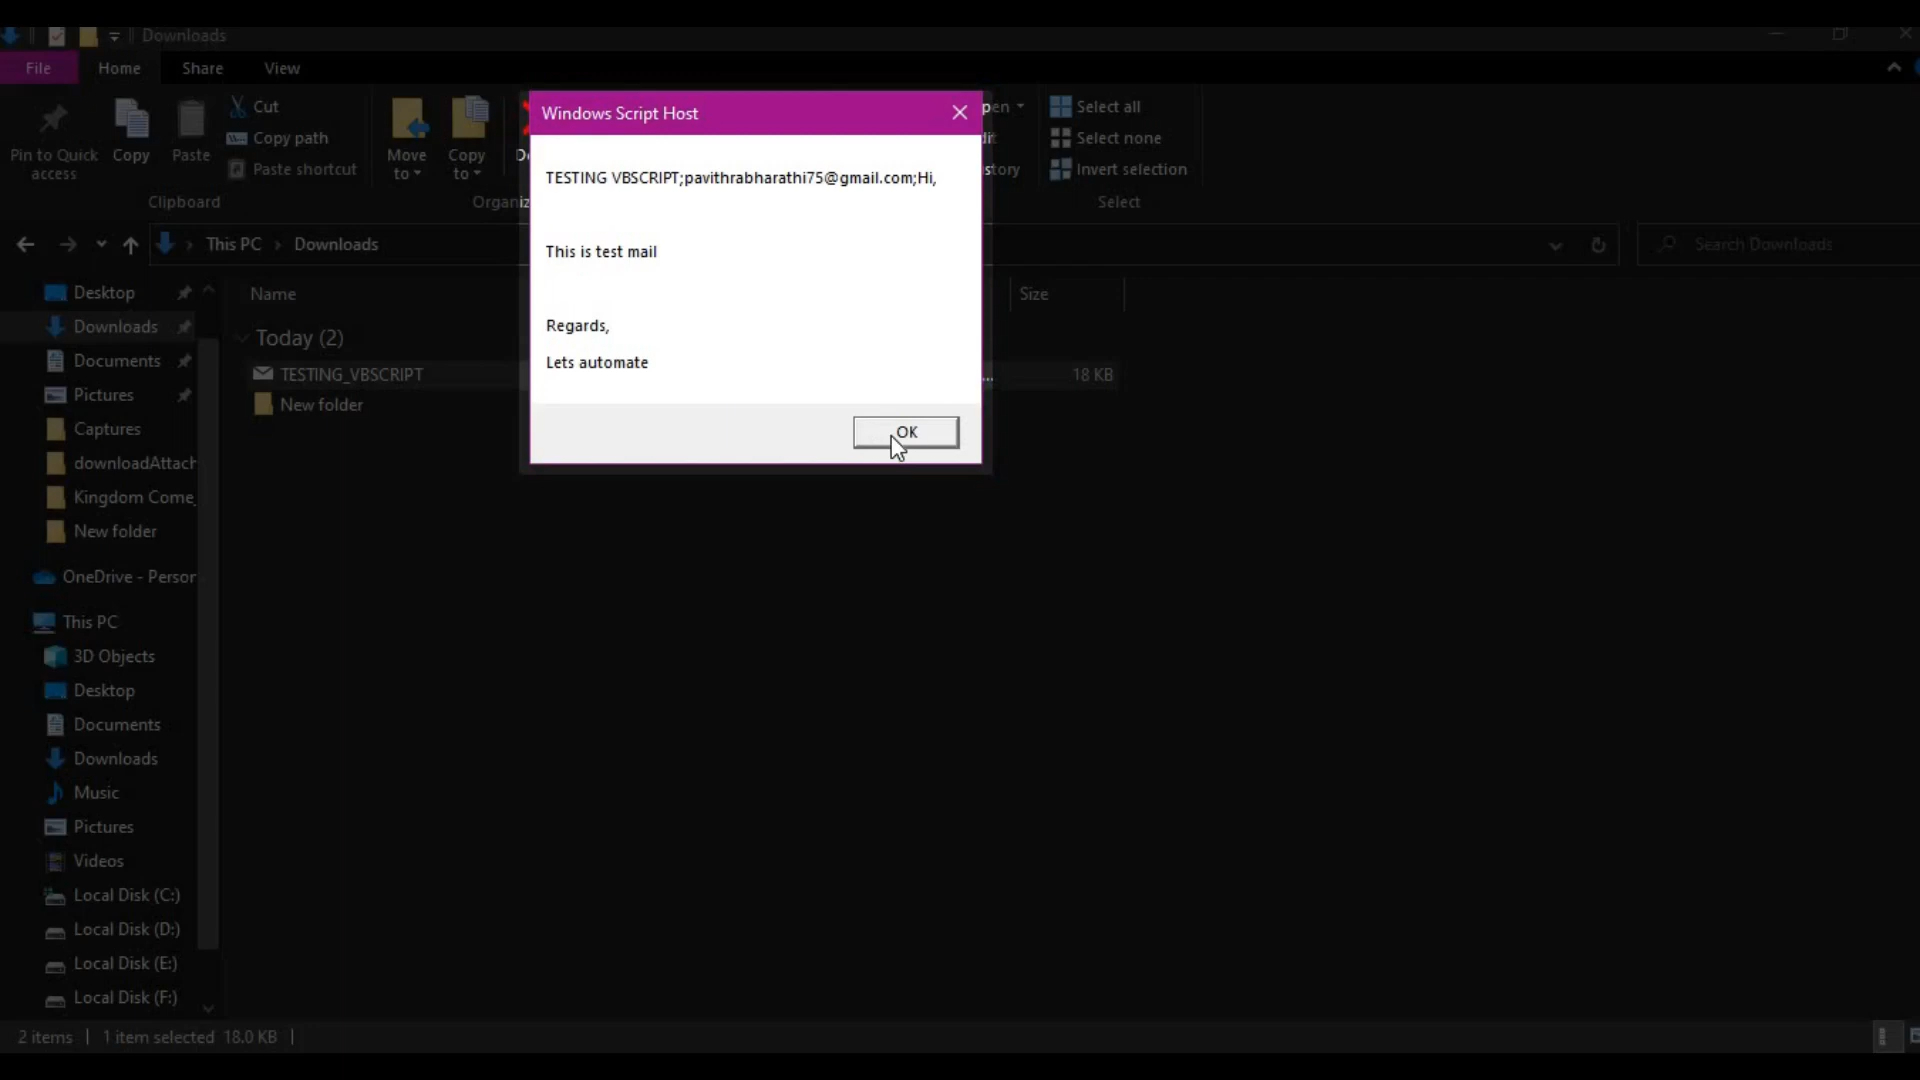 Downloads
File Home Share View
Pin to Quick access
Copy
Paste
Cut
Copy path
Paste shortcut
Clipboard
Move to
Copy to
Organiz
Select all
Select none
Invert selection
Select
Windows Script Host
TESTING VBSCRIPT;pavithrabharathi75@gmail.com;Hi,
This is test mail
Regards,
Lets automate
OK
This PC > Downloads
Search Downloads
Name Size
Today (2)
TESTING_VBSCRIPT ... 18 KB
New folder
Desktop
Downloads
Documents
Pictures
Captures
downloadAttach
Kingdom Come_
New folder
OneDrive - Person
This PC
3D Objects
Desktop
Documents
Downloads
Music
Pictures
Videos
Local Disk (C:)
Local Disk (D:)
Local Disk (E:)
Local Disk (F:)
2 items 1 item selected 18.0 KB